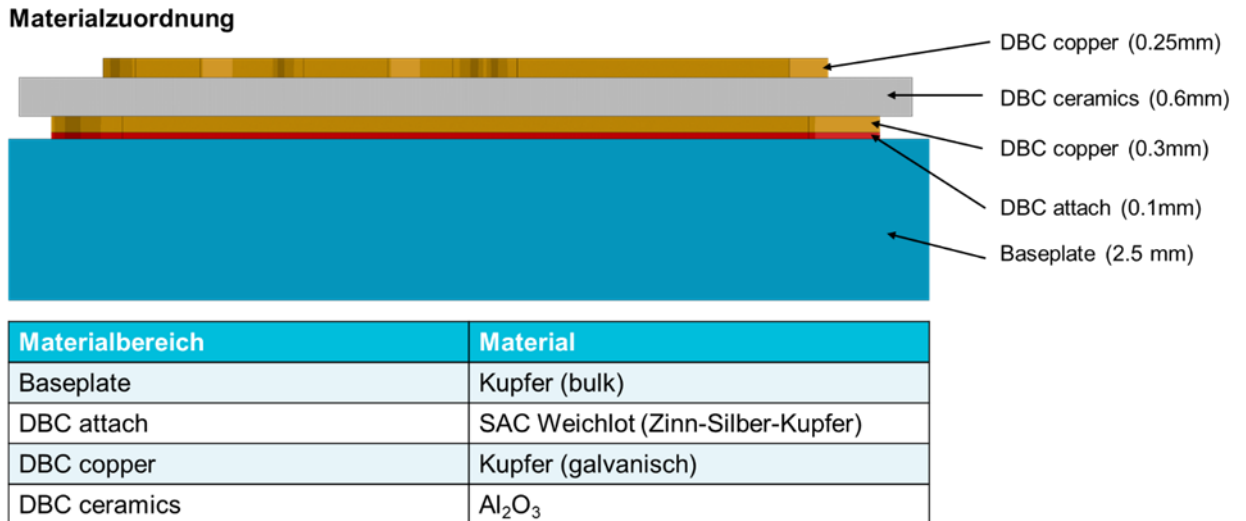 Materialzuordnung
DBC copper (0.25mm)
DBC ceramics (0.6mm)
DBC copper (0.3mm)
DBC attach (0.1mm)
Baseplate (2.5 mm)
Materialbereich Material
Baseplate Kupfer (bulk)
DBC attach SAC Weichlot (Zinn-Silber-Kupfer)
DBC copper Kupfer (galvanisch)
DBC ceramics Al₂O₃